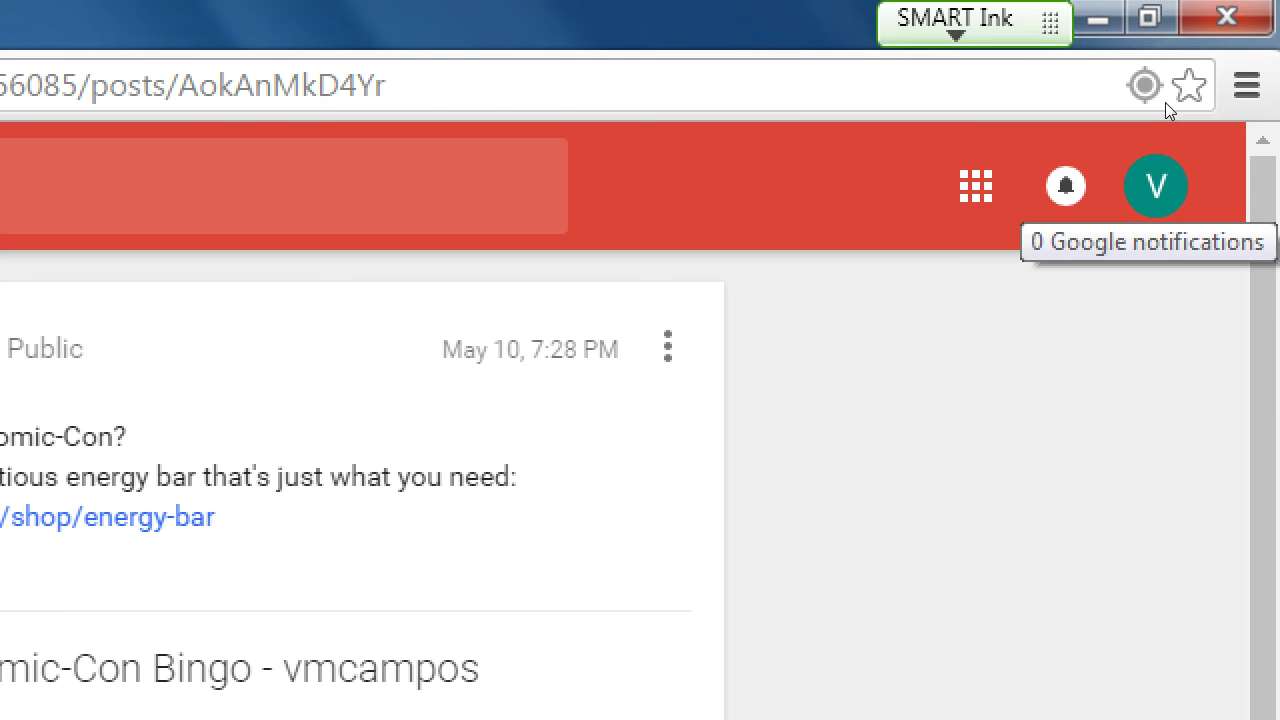 SMART Ink
56085/posts/AokAnMkD4Yr
V
0 Google notifications
Public
May 10, 7:28 PM
omic-Con?
tious energy bar that's just what you need:
/shop/energy-bar
mic-Con Bingo - vmcampos